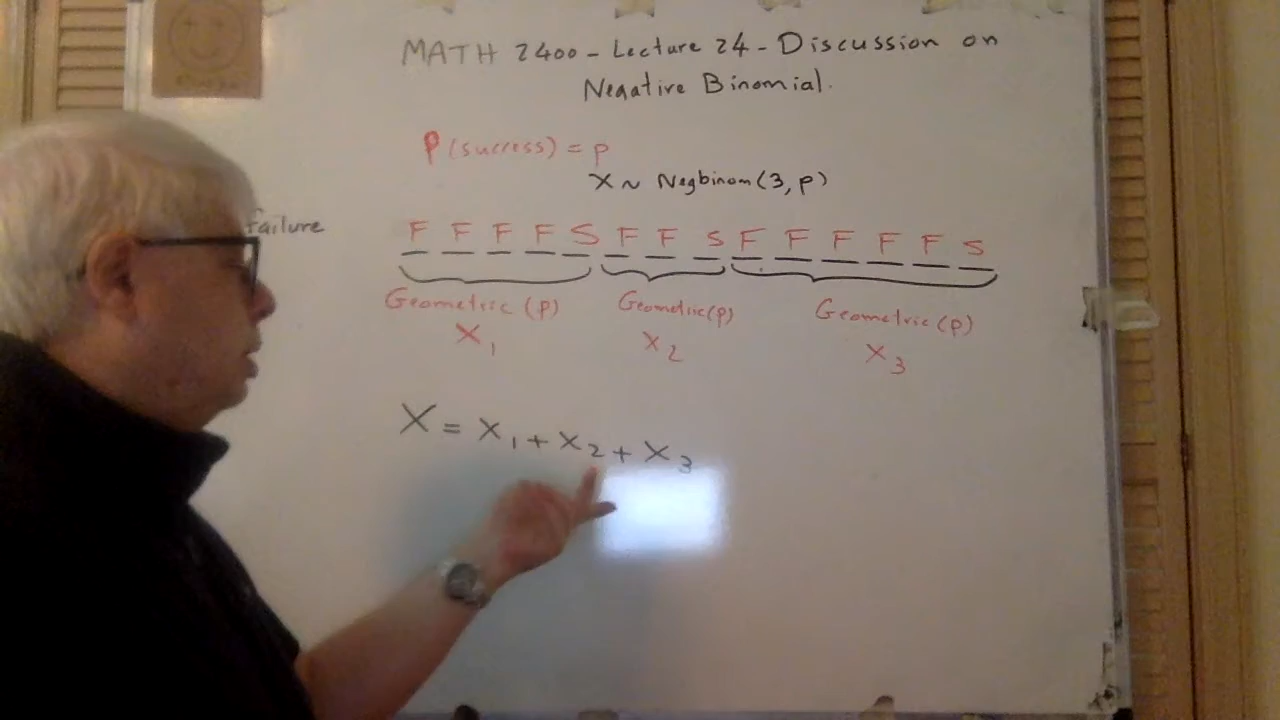 MATH 2400 - Lecture 24 - Discussion on
Negative Binomial.
P(success) = p
X ~ Negbinom(3, p)
failure
F F F F S F F S F F F F F S
Geometric (p) Geometric(p) Geometric (p)
X1 X2 X3
X = X1 + X2 + X3